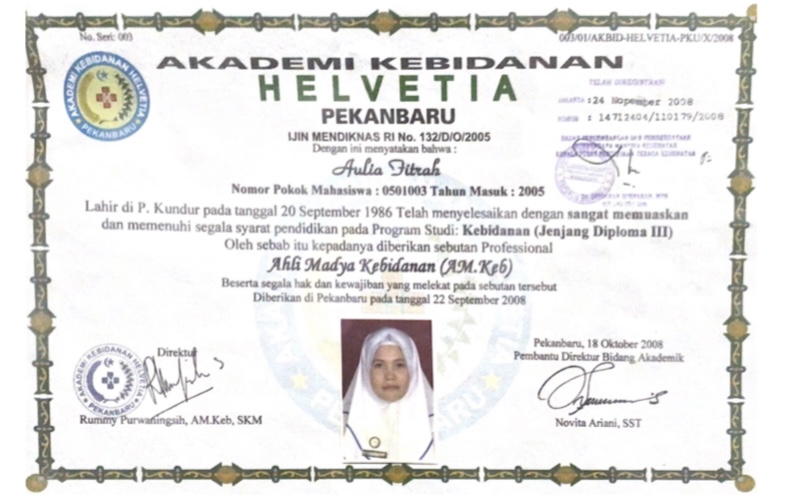 No. Seri: 003
003/01/AKBID-HELVETIA-PKU/X/2008
AKADEMI KEBIDANAN
HELVETIA
PEKANBARU
IJIN MENDIKNAS RI No. 132/D/O/2005
Dengan ini menyatakan bahwa :
Aulia Fitrah
Nomor Pokok Mahasiswa : 0501003 Tahun Masuk : 2005
Lahir di P. Kundur pada tanggal 20 September 1986 Telah menyelesaikan dengan sangat memuaskan
dan memenuhi segala syarat pendidikan pada Program Studi: Kebidanan (Jenjang Diploma III)
Oleh sebab itu kepadanya diberikan sebutan Professional
Ahli Madya Kebidanan (AM.Keb)
Beserta segala hak dan kewajiban yang melekat pada sebutan tersebut
Diberikan di Pekanbaru pada tanggal 22 September 2008
AKADEMI KEBIDANAN HELVETIA
PEKANBARU
TELAH DIREGISTRASI
JAKARTA : 24 Nopember 2008
NOMOR : 14712404/110179/2008
Direktur
AKADEMI KEBIDANAN HELVETIA
PEKANBARU
Rummy Purwaningsih, AM.Keb, SKM
Pekanbaru, 18 Oktober 2008
Pembantu Direktur Bidang Akademik
Novita Ariani, SST